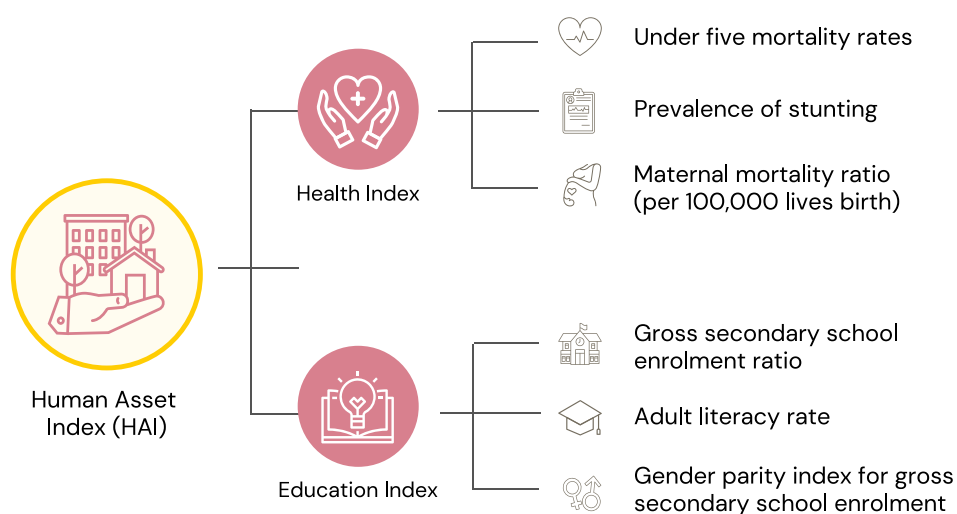 Under five mortality rates
Prevalence of stunting
Maternal mortality ratio
(per 100,000 lives birth)
Health Index
Human Asset
Index (HAI)
Gross secondary school
enrolment ratio
Adult literacy rate
Gender parity index for gross
secondary school enrolment
Education Index